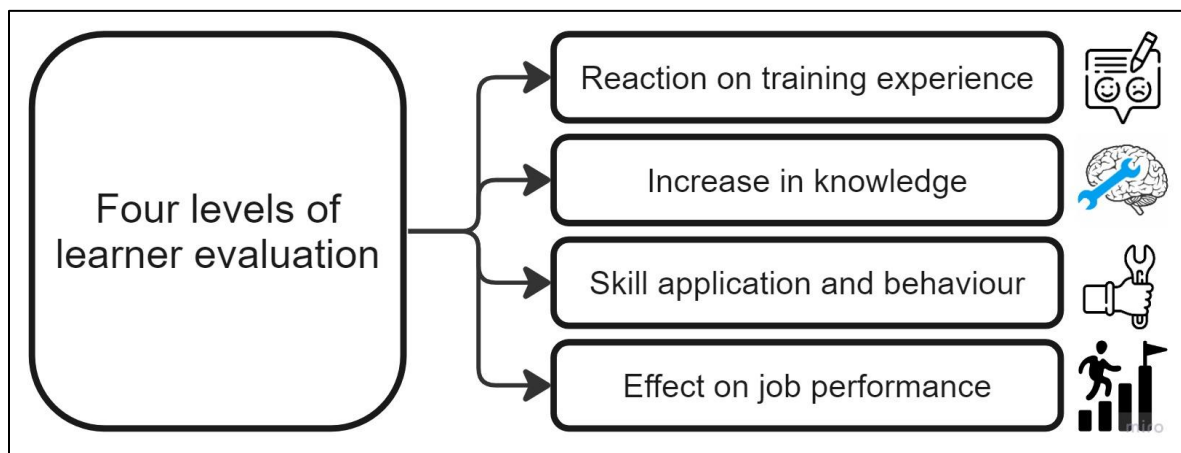 Four levels of
learner evaluation
Reaction on training experience
Increase in knowledge
Skill application and behaviour
Effect on job performance
miro